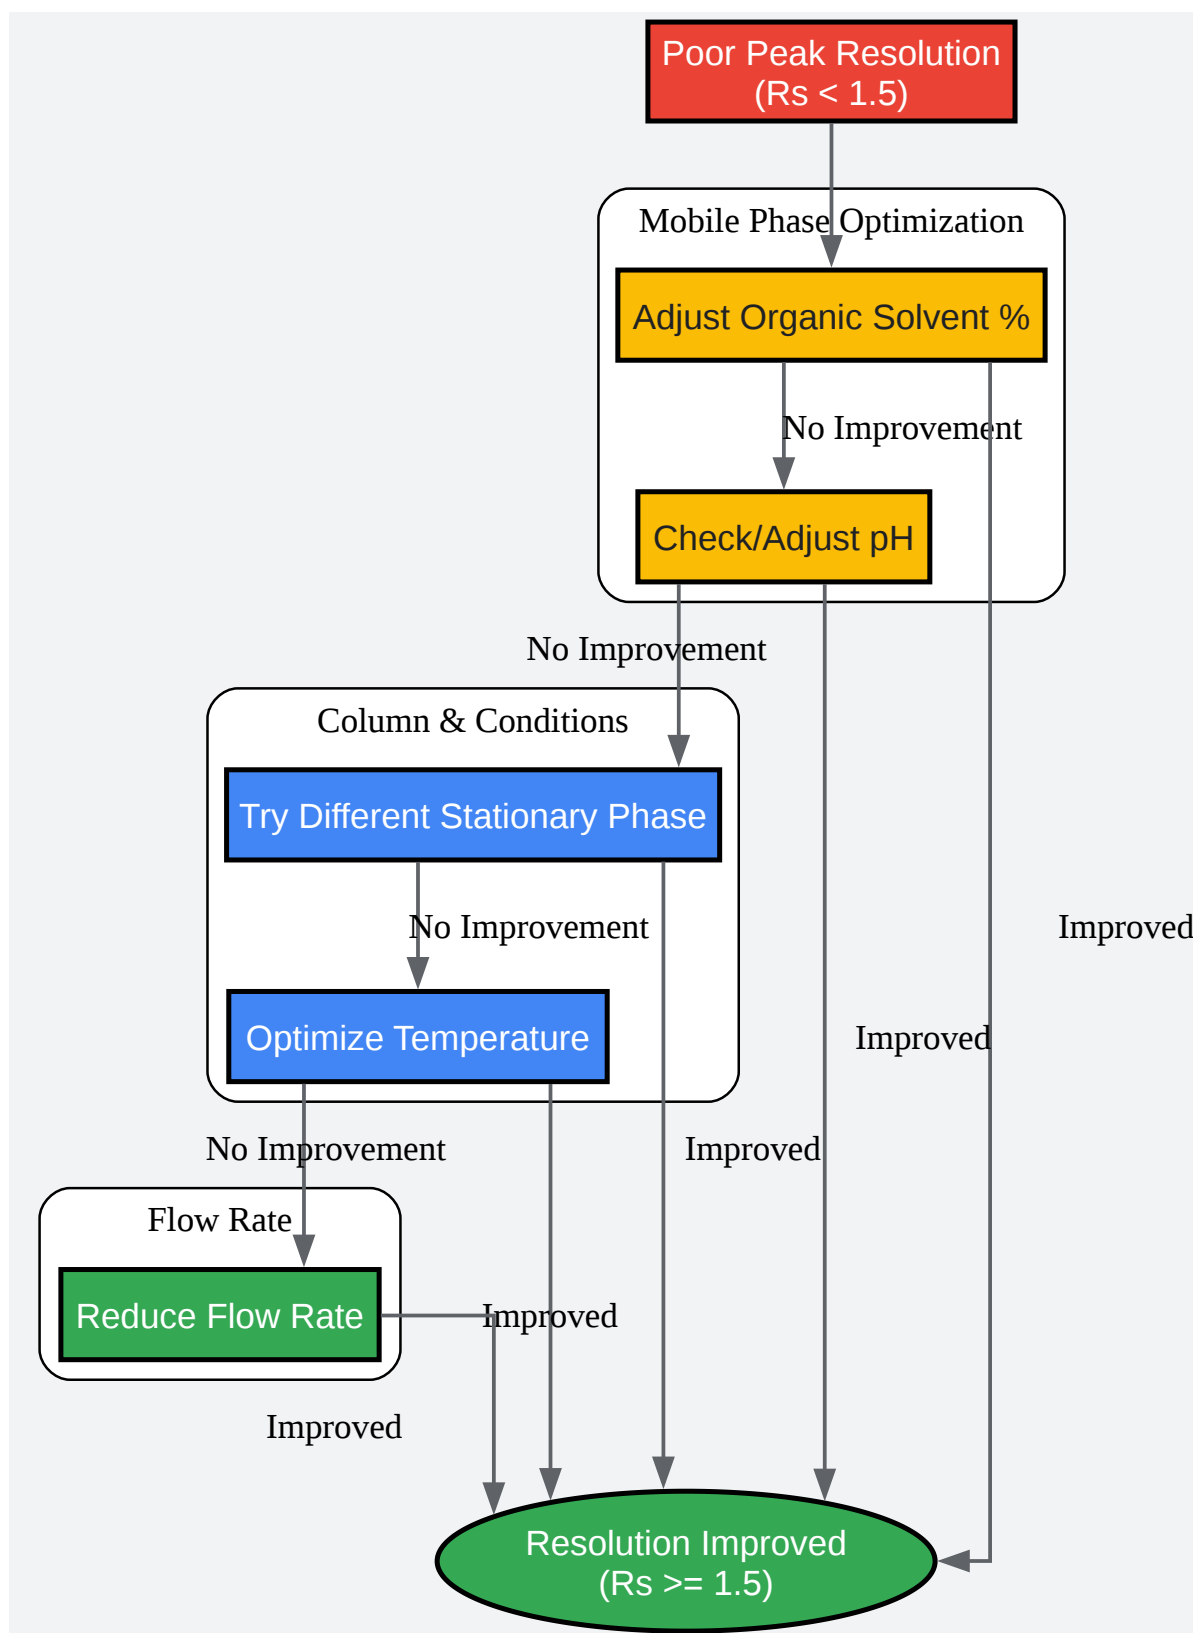 Poor Peak Resolution
(Rs < 1.5)
Mobile Phase Optimization
Adjust Organic Solvent %
No Improvement
Check/Adjust pH
No Improvement
Column & Conditions
Try Different Stationary Phase
No Improvement
Improved
Optimize Temperature
Improved
No Improvement
Improved
Flow Rate
Reduce Flow Rate
Improved
Improved
Resolution Improved
(Rs >= 1.5)